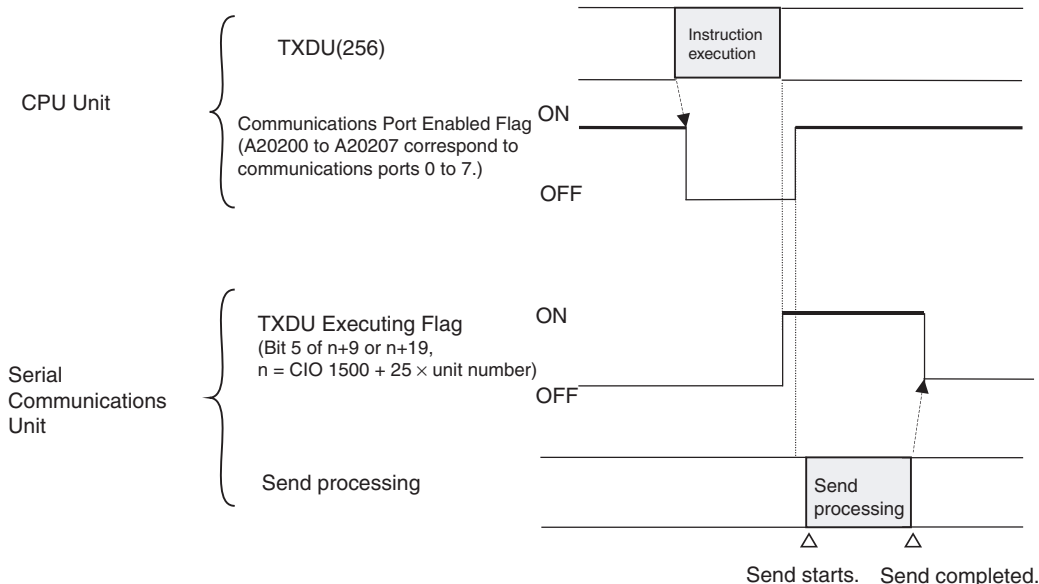 CPU Unit
TXDU(256)
Instruction
execution
Communications Port Enabled Flag
(A20200 to A20207 correspond to
communications ports 0 to 7.)
ON
OFF
Serial
Communications
Unit
TXDU Executing Flag
(Bit 5 of n+9 or n+19,
n = CIO 1500 + 25 × unit number)
ON
OFF
Send processing
Send
processing
Send starts.
Send completed.